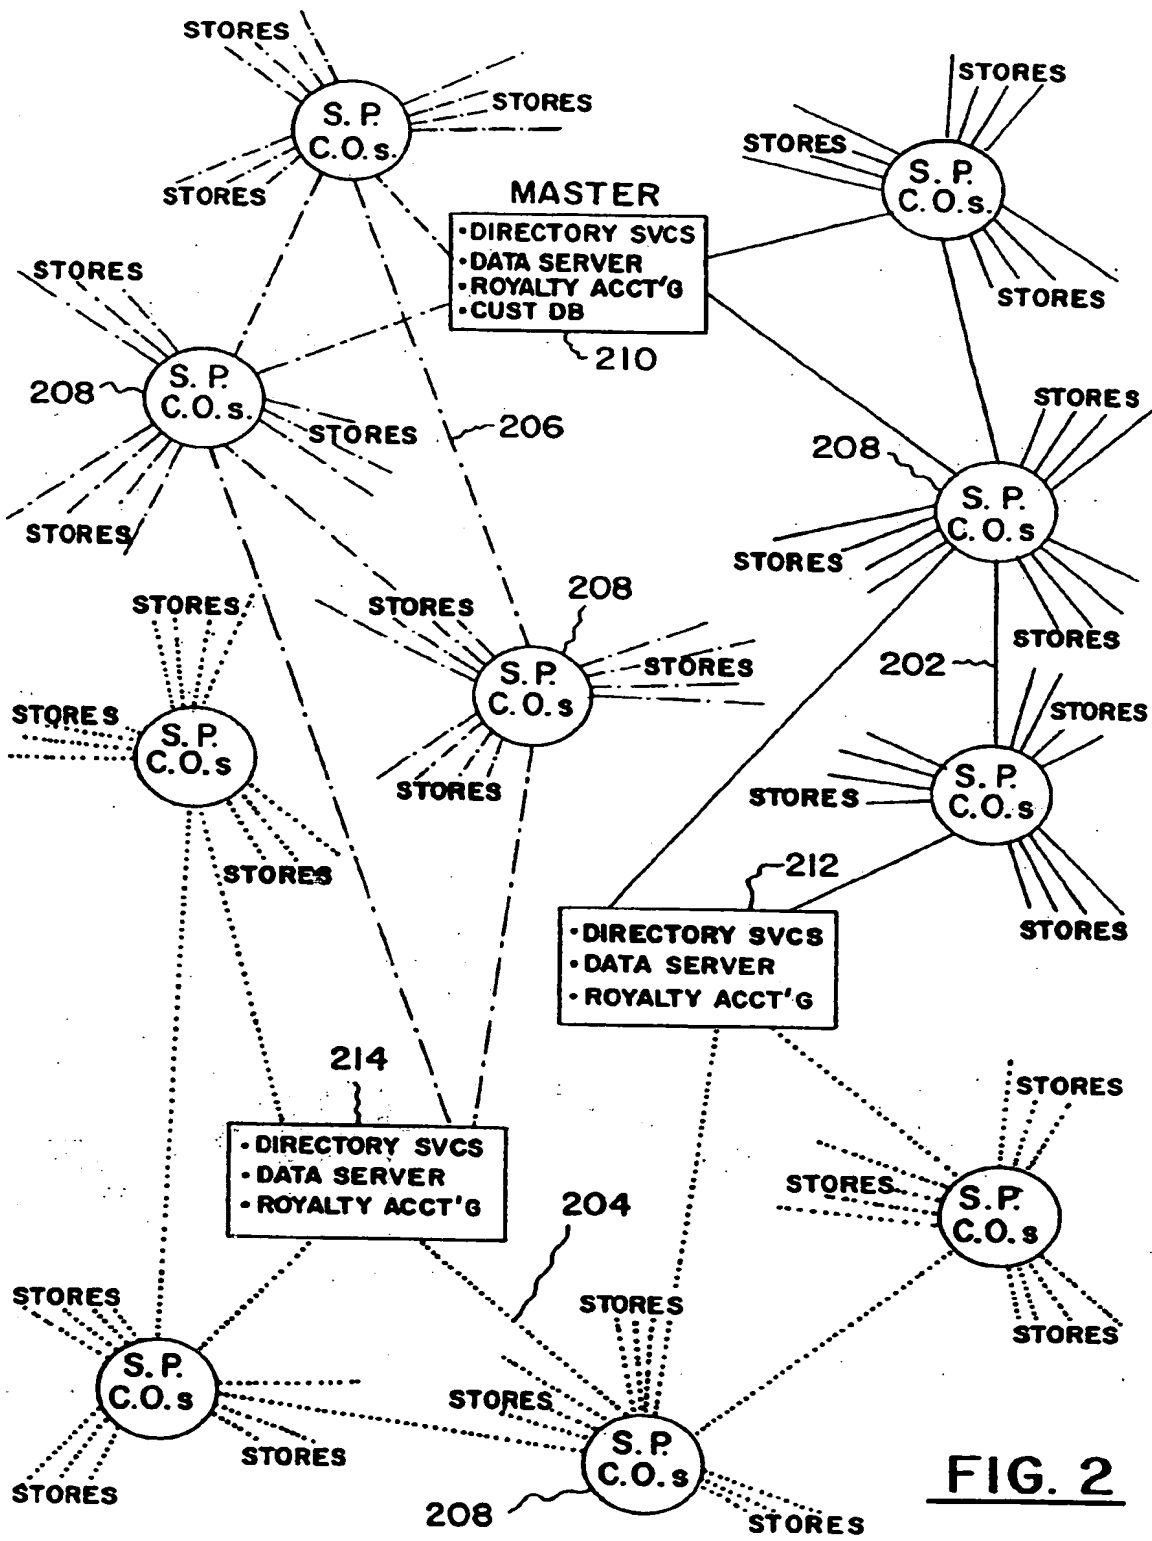 STORES
STORES
S. P.
C.O.s.
STORES
STORES
STORES
S. P.
C.O.s.
STORES
MASTER
•DIRECTORY SVCS
•DATA SERVER
•ROYALTY ACCT'G
•CUST DB
210
STORES
208
S. P.
C.O.s.
STORES
STORES
206
STORES
208
S. P.
C.O.s
STORES
STORES
STORES
STORES
S. P.
C.O.s
STORES
208
STORES
S. P.
C.O.s
STORES
STORES
202
STORES
S. P.
C.O.s
STORES
STORES
212
•DIRECTORY SVCS
•DATA SERVER
•ROYALTY ACCT'G
214
•DIRECTORY SVCS
•DATA SERVER
•ROYALTY ACCT'G
204
STORES
STORES
S. P.
C.O.s
STORES
STORES
S. P.
C.O.s
STORES
STORES
STORES
STORES
S. P.
C.O.s
208
STORES
FIG. 2